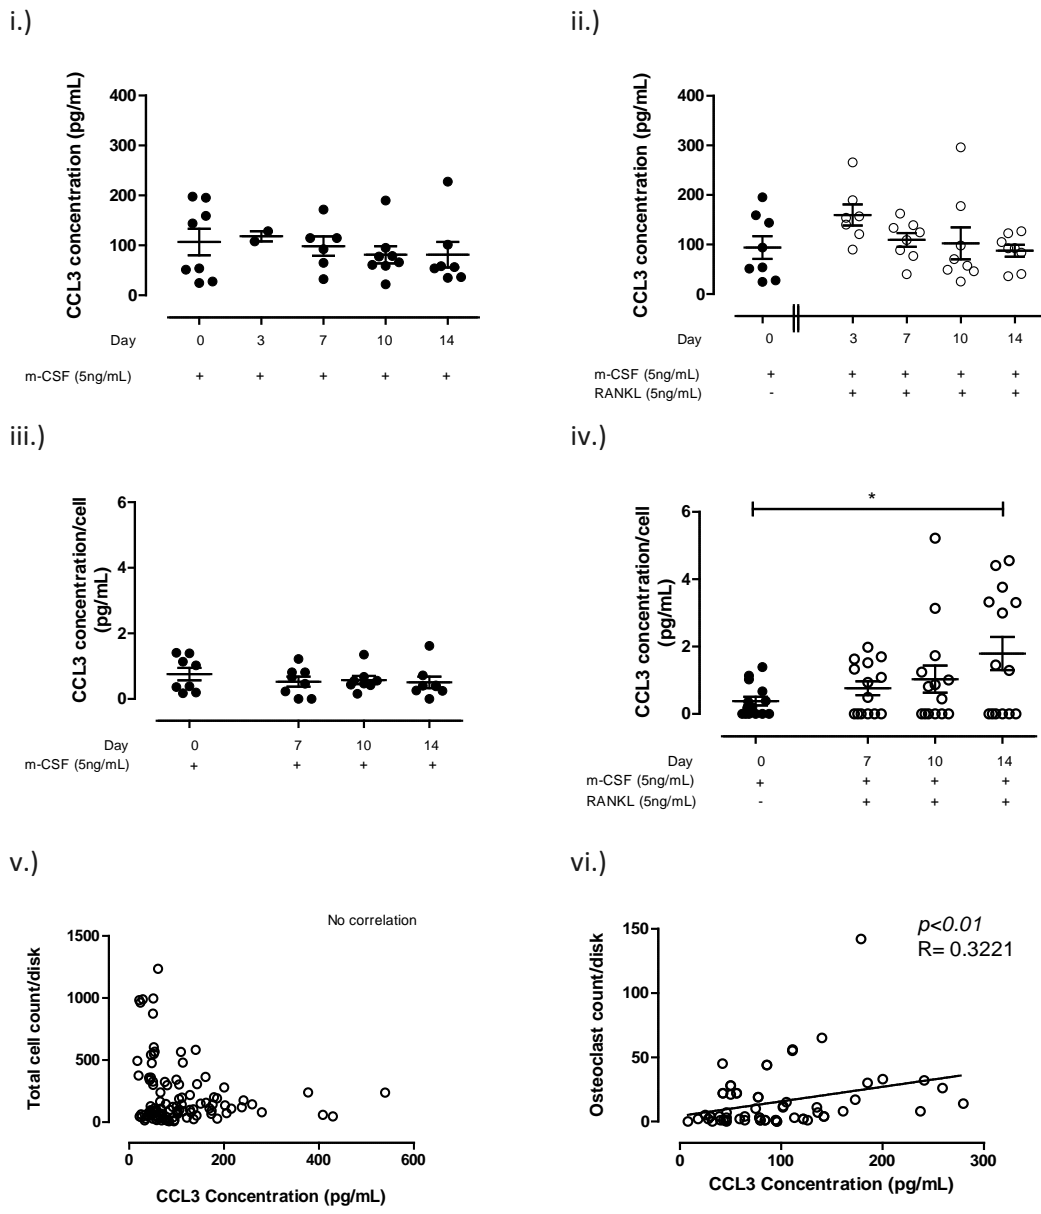 i.)
CCL3 concentration (pg/mL)
400
300
200
100
0
Day 0 3 7 10 14
m-CSF (5ng/mL) + + + + +
ii.)
CCL3 concentration (pg/mL)
400
300
200
100
0
Day 0 3 7 10 14
m-CSF (5ng/mL) + + + + +
RANKL (5ng/mL) - + + + +
iii.)
CCL3 concentration/cell
(pg/mL)
6
4
2
0
Day 0 7 10 14
m-CSF (5ng/mL) + + + +
iv.)
CCL3 concentration/cell
(pg/mL)
*
6
4
2
0
Day 0 7 10 14
m-CSF (5ng/mL) + + + +
RANKL (5ng/mL) - + + +
v.)
No correlation
Total cell count/disk
1500
1000
500
0
0 200 400 600
CCL3 Concentration (pg/mL)
vi.)
p<0.01
R= 0.3221
Osteoclast count/disk
150
100
50
0
0 100 200 300
CCL3 Concentration (pg/mL)